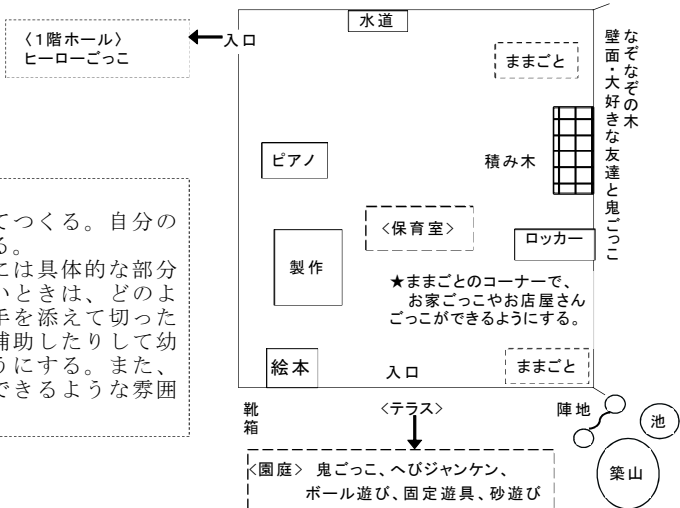 〈1階ホール〉
ヒーローごっこ
入口
水道
ままごと
なぞなぞの木
壁面・大好きな友達と鬼ごっこ
ピアノ
積み木
<保育室>
ロッカー
製作
★ままごとのコーナーで、
お家ごっこやお店屋さん
ごっこができるようにする。
絵本
入口
ままごと
てつくる。自分の
る。
こは具体的な部分
いときは、どのよ
手を添えて切った
補助したりして幼
うにする。また、
できるような雰囲
靴箱
<テラス>
陣地
池
築山
<園庭> 鬼ごっこ、へびジャンケン、
ボール遊び、固定遊具、砂遊び